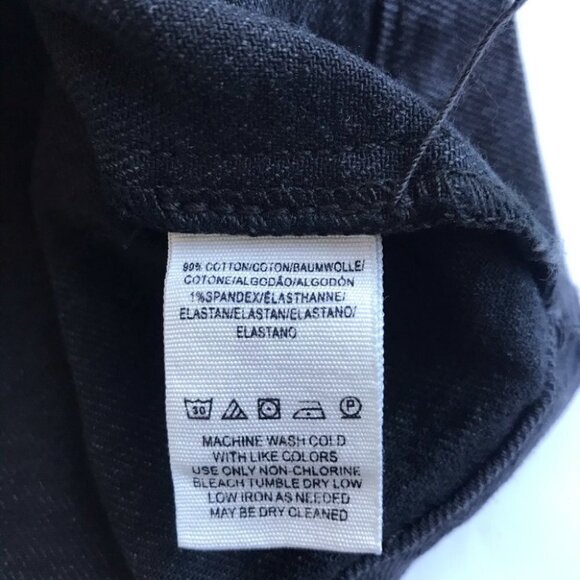 99% COTTON/COTON/BAUMWOLLE/
COTONE/ALGODÃO/ALGODÓN
1%SPANDEX/ÉLASTHANNE/
ELASTAN/ELASTAN/ELASTANO/
ELASTANO
30 P
MACHINE WASH COLD
WITH LIKE COLORS
USE ONLY NON-CHLORINE
BLEACH TUMBLE DRY LOW
LOW IRON AS NEEDED
MAY BE DRY CLEANED